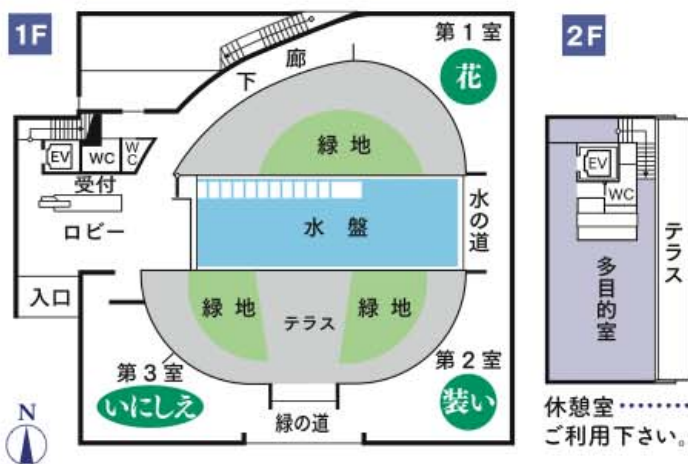 1F
第1室
花
廊
下
緑地
EV
WC
WC
受付
ロビー
水盤
水の道
入口
緑地
テラス
緑地
第3室
いにしえ
第2室
装い
緑の道
N
2F
EV
WC
多目的室
テラス
休憩室・・・・・・・
ご利用下さい。